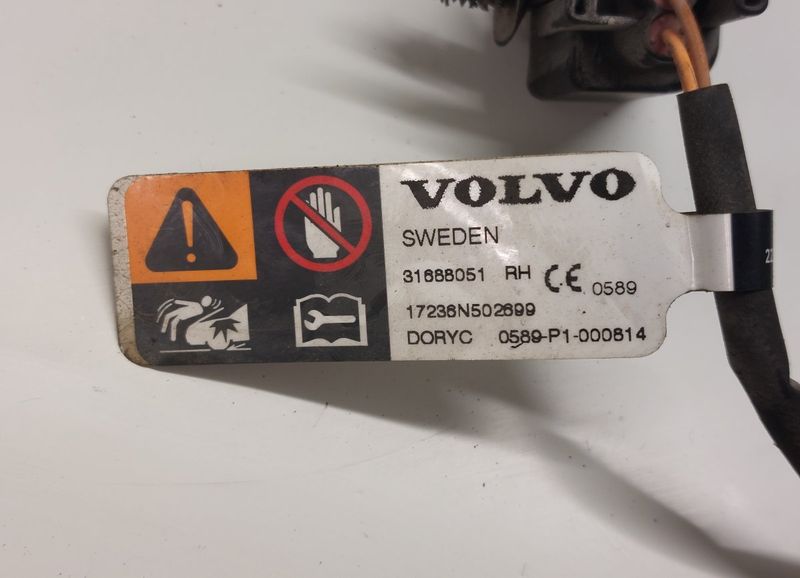 VOLVO
SWEDEN
31688051 RH CE 0589
17236N502699
DORYC 0589-P1-000814